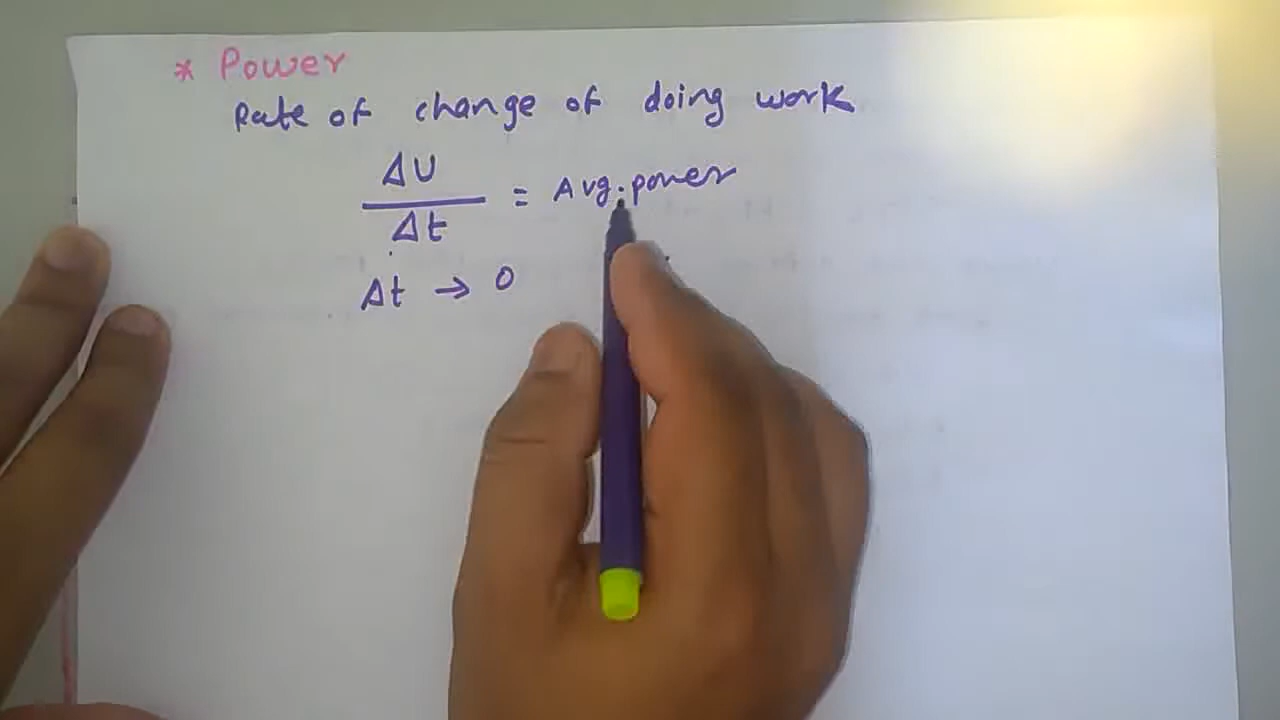 * Power
Rate of change of doing work
ΔU
Δt
= Avg. power
Δt → 0